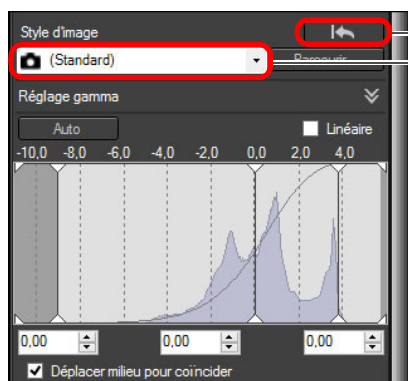 Style d'image
(Standard)
Parcourir
Réglage gamma
Auto
Linéaire
-10,0 -8,0 -6,0 -4,0 -2,0 0,0 2,0 4,0
0,00 0,00 0,00
Déplacer milieu pour coïncider